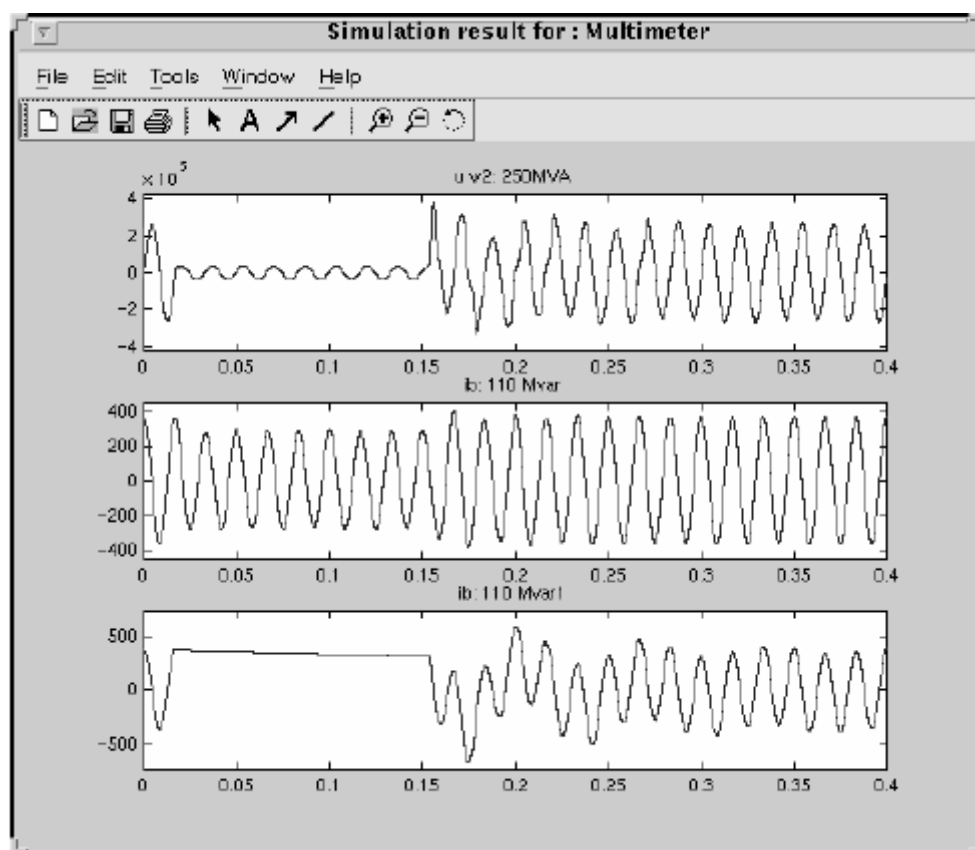 Simulation result for : Multimeter
File Edit Tools Window Help
A
×10^5
u w2: 250MVA
4
2
0
-2
-4
0 0.05 0.1 0.15 0.2 0.25 0.3 0.35 0.4
ib: 110 Mvar
400
200
0
-200
-400
0 0.05 0.1 0.15 0.2 0.25 0.3 0.35 0.4
ib: 110 Mvar1
500
0
-500
0 0.05 0.1 0.15 0.2 0.25 0.3 0.35 0.4